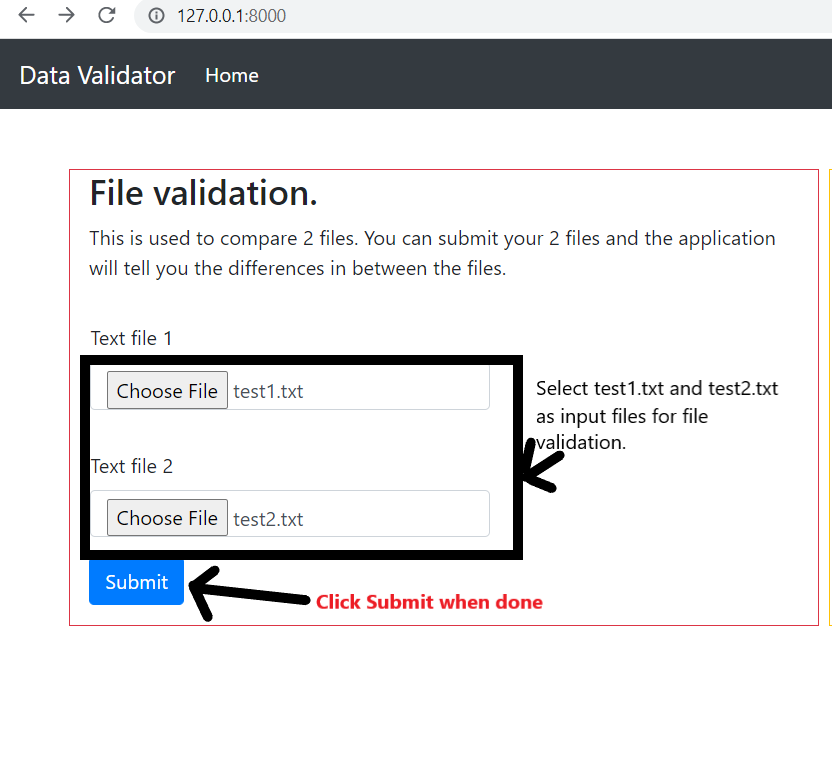 127.0.0.1:8000
Data Validator Home
File validation.
This is used to compare 2 files. You can submit your 2 files and the application
will tell you the differences in between the files.
Text file 1
Choose File test1.txt
Select test1.txt and test2.txt
as input files for file
validation.
Text file 2
Choose File test2.txt
Submit
Click Submit when done